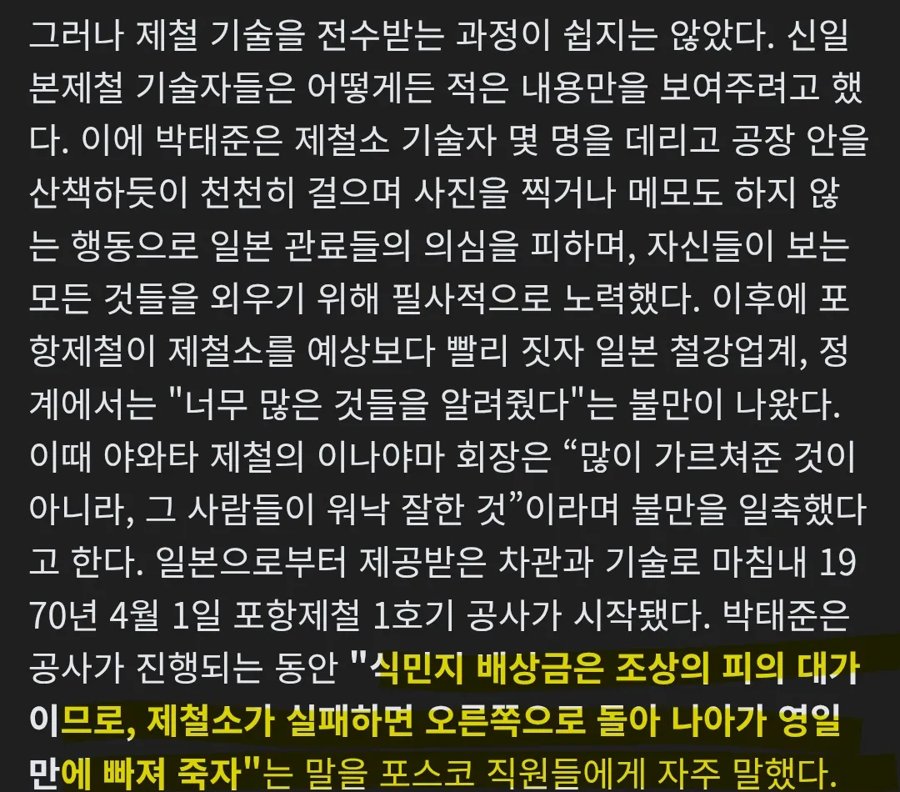 그러나 제철 기술을 전수받는 과정이 쉽지는 않았다. 신일
본제철 기술자들은 어떻게든 적은 내용만을 보여주려고 했
다. 이에 박태준은 제철소 기술자 몇 명을 데리고 공장 안을
산책하듯이 천천히 걸으며 사진을 찍거나 메모도 하지 않
는 행동으로 일본 관료들의 의심을 피하며, 자신들이 보는
모든 것들을 외우기 위해 필사적으로 노력했다. 이후에 포
항제철이 제철소를 예상보다 빨리 짓자 일본 철강업계, 정
계에서는 "너무 많은 것들을 알려줬다"는 불만이 나왔다.
이때 야와타 제철의 이나야마 회장은 “많이 가르쳐준 것이
아니라, 그 사람들이 워낙 잘한 것”이라며 불만을 일축했다
고 한다. 일본으로부터 제공받은 차관과 기술로 마침내 19
70년 4월 1일 포항제철 1호기 공사가 시작됐다. 박태준은
공사가 진행되는 동안 "식민지 배상금은 조상의 피의 대가
이므로, 제철소가 실패하면 오른쪽으로 돌아 나아가 영일
만에 빠져 죽자"는 말을 포스코 직원들에게 자주 말했다.